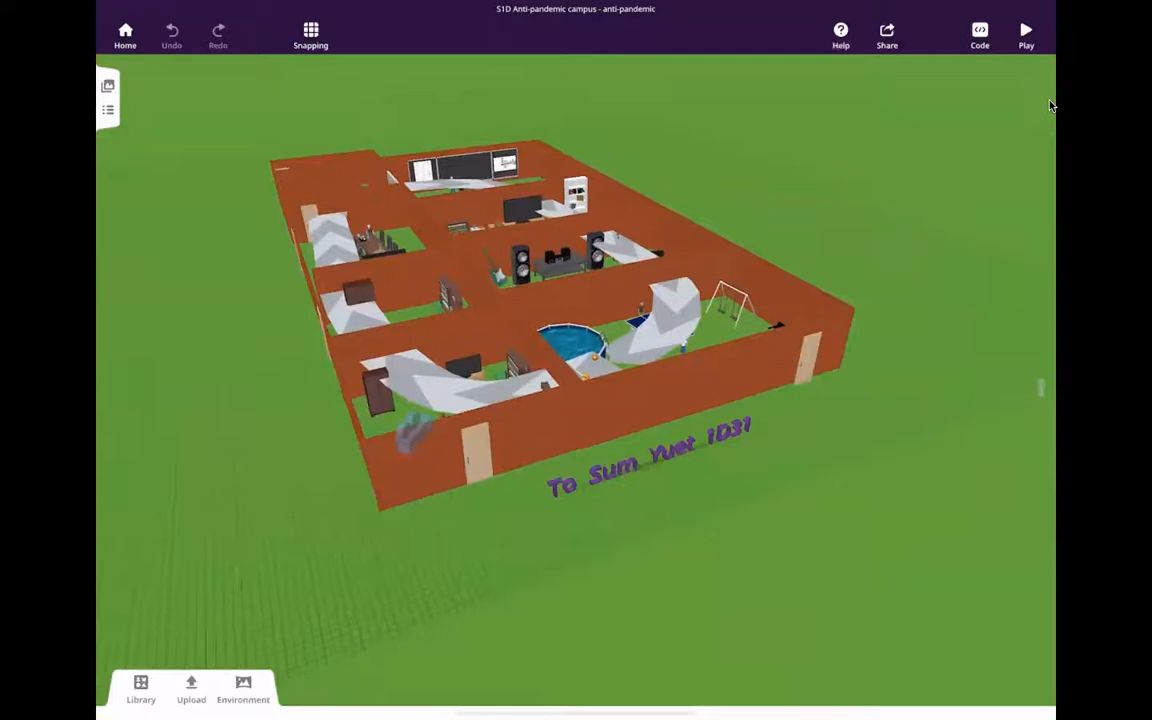 S1D Anti-pandemic campus - anti-pandemic
Home
Undo
Redo
Snapping
Help
Share
Code
Play
To Sum Yuet 1D31
Library
Upload
Environment